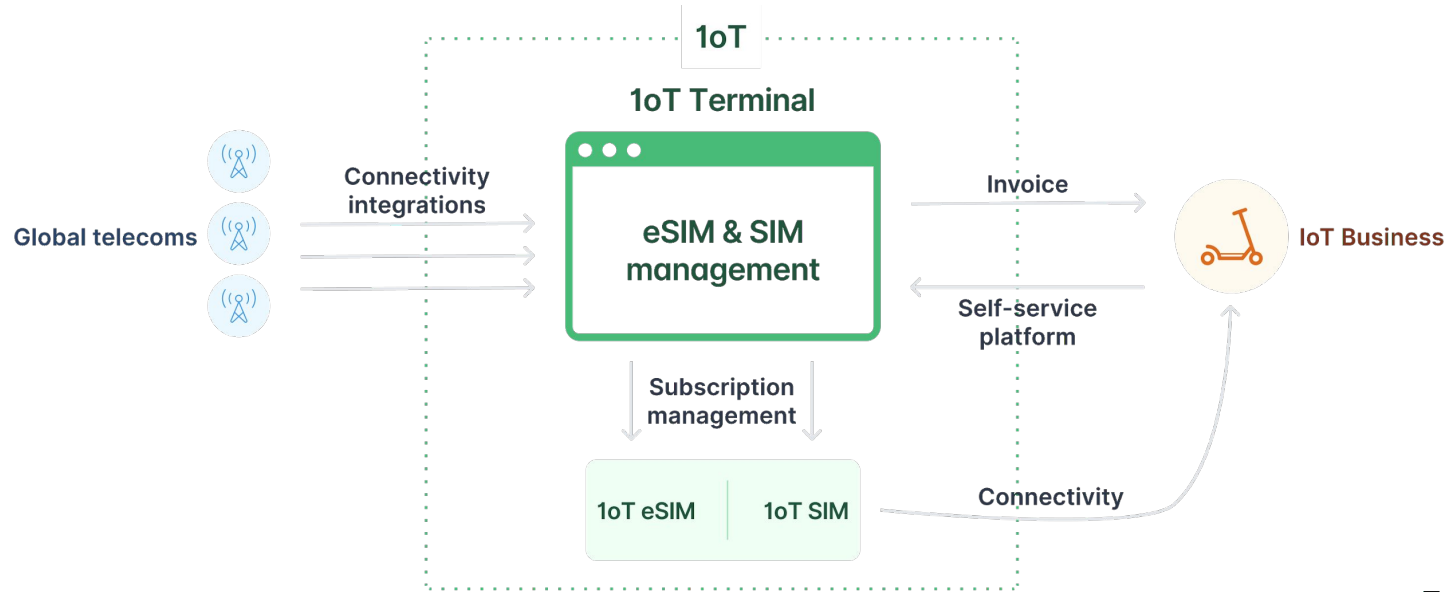 1oT
1oT Terminal
Connectivity
integrations
Global telecoms
eSIM & SIM
management
Invoice
IoT Business
Self-service
platform
Subscription
management
1oT eSIM
1oT SIM
Connectivity